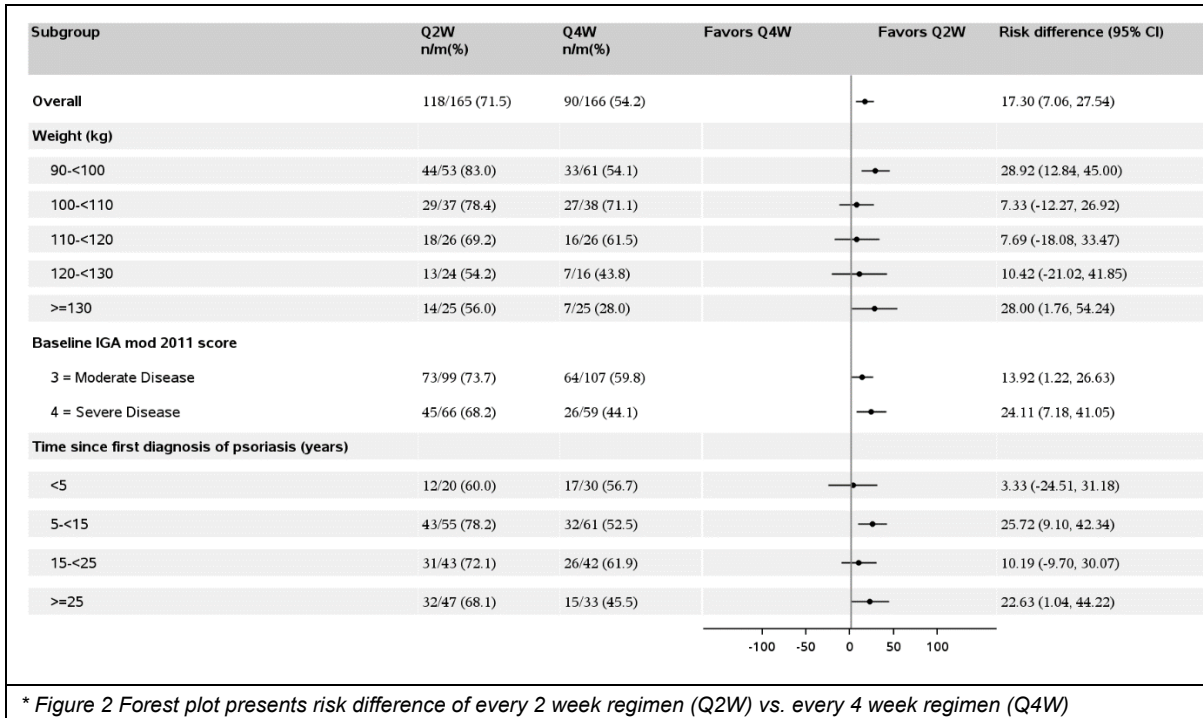 Subgroup Q2W Q4W Favors Q4W Favors Q2W Risk difference (95% CI)
n/m(%) n/m(%)
Overall 118/165 (71.5) 90/166 (54.2) 17.30 (7.06, 27.54)
Weight (kg)
90-<100 44/53 (83.0) 33/61 (54.1) 28.92 (12.84, 45.00)
100-<110 29/37 (78.4) 27/38 (71.1) 7.33 (-12.27, 26.92)
110-<120 18/26 (69.2) 16/26 (61.5) 7.69 (-18.08, 33.47)
120-<130 13/24 (54.2) 7/16 (43.8) 10.42 (-21.02, 41.85)
>=130 14/25 (56.0) 7/25 (28.0) 28.00 (1.76, 54.24)
Baseline IGA mod 2011 score
3 = Moderate Disease 73/99 (73.7) 64/107 (59.8) 13.92 (1.22, 26.63)
4 = Severe Disease 45/66 (68.2) 26/59 (44.1) 24.11 (7.18, 41.05)
Time since first diagnosis of psoriasis (years)
<5 12/20 (60.0) 17/30 (56.7) 3.33 (-24.51, 31.18)
5-<15 43/55 (78.2) 32/61 (52.5) 25.72 (9.10, 42.34)
15-<25 31/43 (72.1) 26/42 (61.9) 10.19 (-9.70, 30.07)
>=25 32/47 (68.1) 15/33 (45.5) 22.63 (1.04, 44.22)
-100 -50 0 50 100
* Figure 2 Forest plot presents risk difference of every 2 week regimen (Q2W) vs. every 4 week regimen (Q4W)